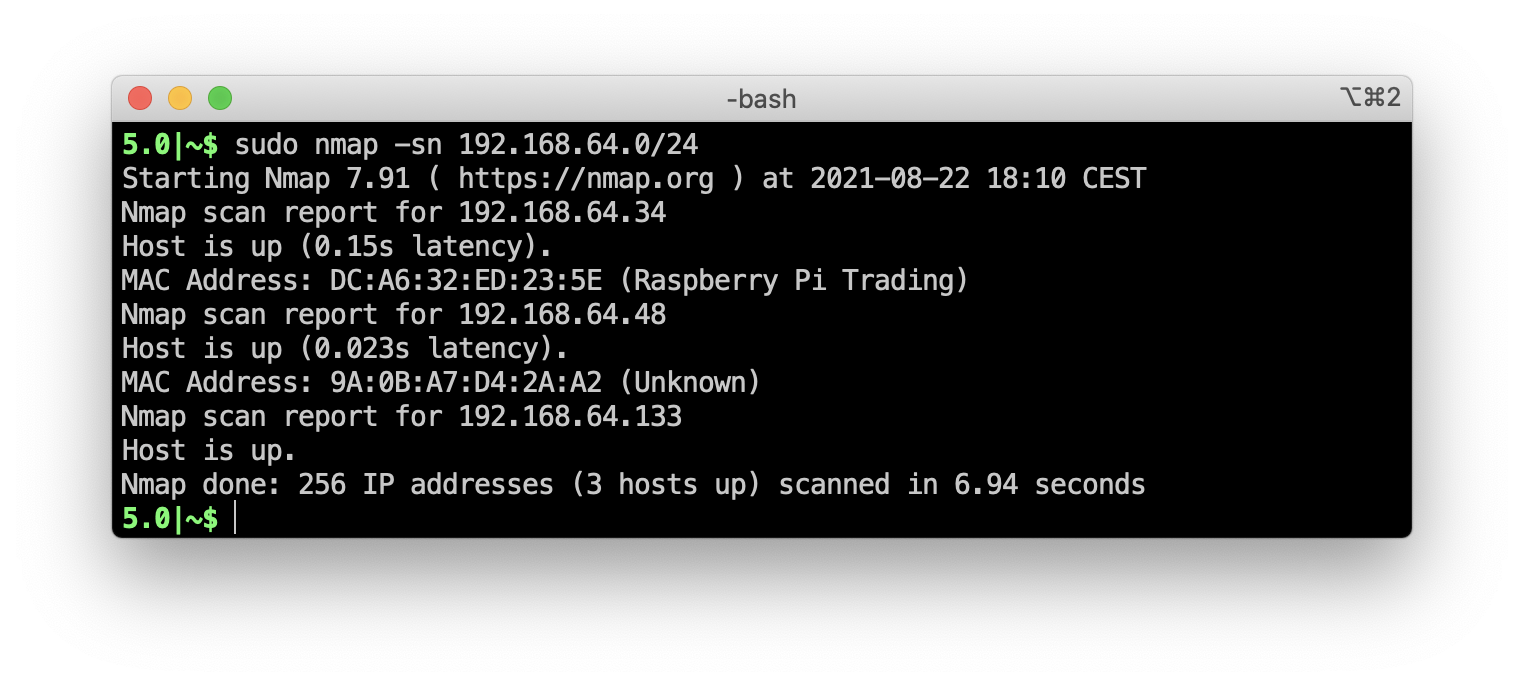 -bash
⌥⌘2
5.0|~$ sudo nmap -sn 192.168.64.0/24
Starting Nmap 7.91 ( https://nmap.org ) at 2021-08-22 18:10 CEST
Nmap scan report for 192.168.64.34
Host is up (0.15s latency).
MAC Address: DC:A6:32:ED:23:5E (Raspberry Pi Trading)
Nmap scan report for 192.168.64.48
Host is up (0.023s latency).
MAC Address: 9A:0B:A7:D4:2A:A2 (Unknown)
Nmap scan report for 192.168.64.133
Host is up.
Nmap done: 256 IP addresses (3 hosts up) scanned in 6.94 seconds
5.0|~$